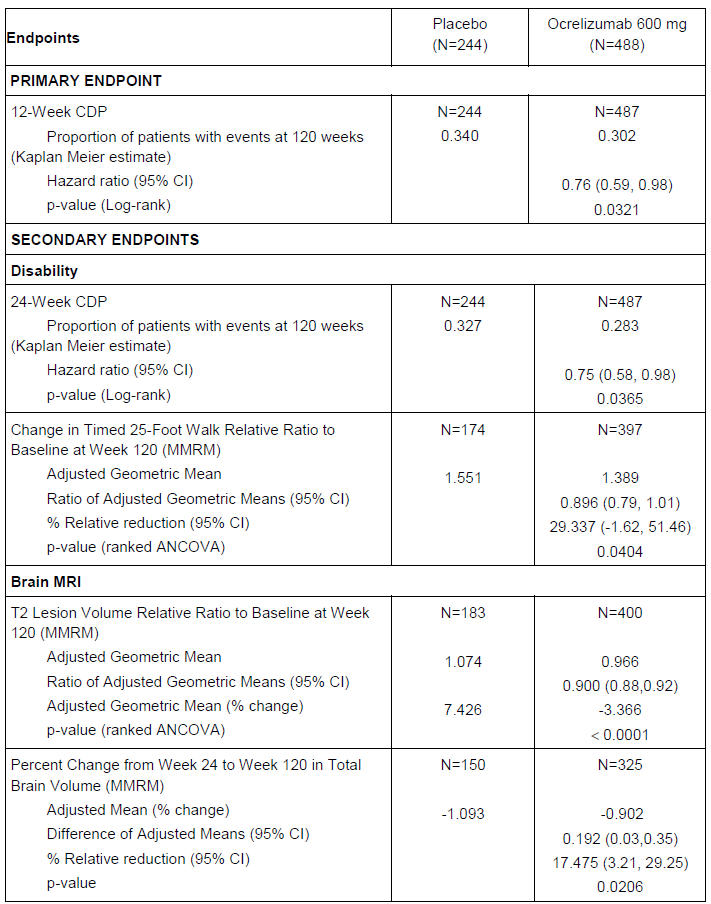 Endpoints
Placebo
(N=244)
Ocrelizumab 600 mg
(N=488)
PRIMARY ENDPOINT
12-Week CDP N=244 N=487
Proportion of patients with events at 120 weeks 0.340 0.302
(Kaplan Meier estimate)
Hazard ratio (95% CI) 0.76 (0.59, 0.98)
p-value (Log-rank) 0.0321
SECONDARY ENDPOINTS
Disability
24-Week CDP N=244 N=487
Proportion of patients with events at 120 weeks 0.327 0.283
(Kaplan Meier estimate)
Hazard ratio (95% CI) 0.75 (0.58, 0.98)
p-value (Log-rank) 0.0365
Change in Timed 25-Foot Walk Relative Ratio to N=174 N=397
Baseline at Week 120 (MMRM)
Adjusted Geometric Mean 1.551 1.389
Ratio of Adjusted Geometric Means (95% CI) 0.896 (0.79, 1.01)
% Relative reduction (95% CI) 29.337 (-1.62, 51.46)
p-value (ranked ANCOVA) 0.0404
Brain MRI
T2 Lesion Volume Relative Ratio to Baseline at Week N=183 N=400
120 (MMRM)
Adjusted Geometric Mean 1.074 0.966
Ratio of Adjusted Geometric Means (95% CI) 0.900 (0.88,0.92)
Adjusted Geometric Mean (% change) 7.426 -3.366
p-value (ranked ANCOVA) < 0.0001
Percent Change from Week 24 to Week 120 in Total N=150 N=325
Brain Volume (MMRM)
Adjusted Mean (% change) -1.093 -0.902
Difference of Adjusted Means (95% CI) 0.192 (0.03,0.35)
% Relative reduction (95% CI) 17.475 (3.21, 29.25)
p-value 0.0206